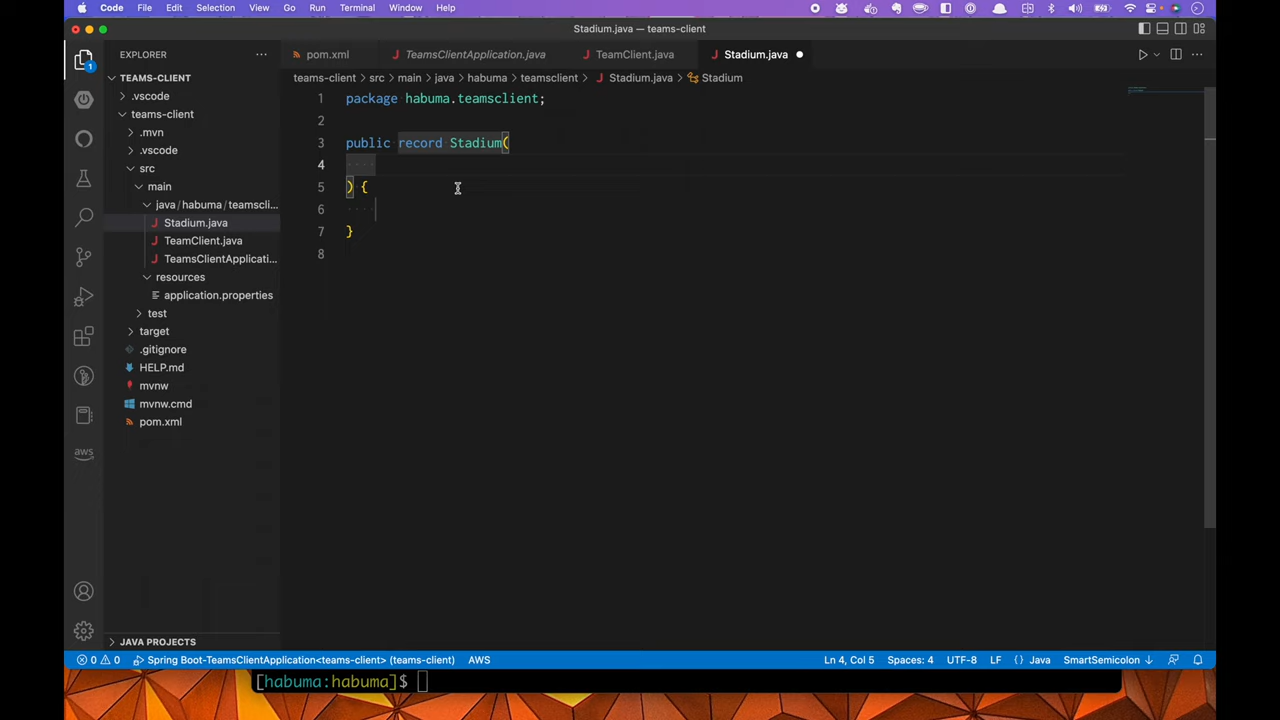 Code File Edit Selection View Go Run Terminal Window Help
Stadium.java — teams-client
EXPLORER
pom.xml
TeamsClientApplication.java
TeamClient.java
Stadium.java
TEAMS-CLIENT
teams-client > src > main > java > habuma > teamsclient > Stadium.java > Stadium
.vscode
teams-client
.mvn
.vscode
src
main
java / habuma / teamscli...
Stadium.java
TeamClient.java
TeamsClientApplicati...
resources
application.properties
test
target
.gitignore
HELP.md
mvnw
mvnw.cmd
pom.xml
aws
JAVA PROJECTS
1 package habuma.teamsclient;
2
3 public record Stadium(
4
5 ) {
6
7 }
8
1
0 0 Spring Boot-TeamsClientApplication<teams-client> (teams-client) AWS
Ln 4, Col 5 Spaces: 4 UTF-8 LF {} Java SmartSemicolon
[habuma:habuma]$